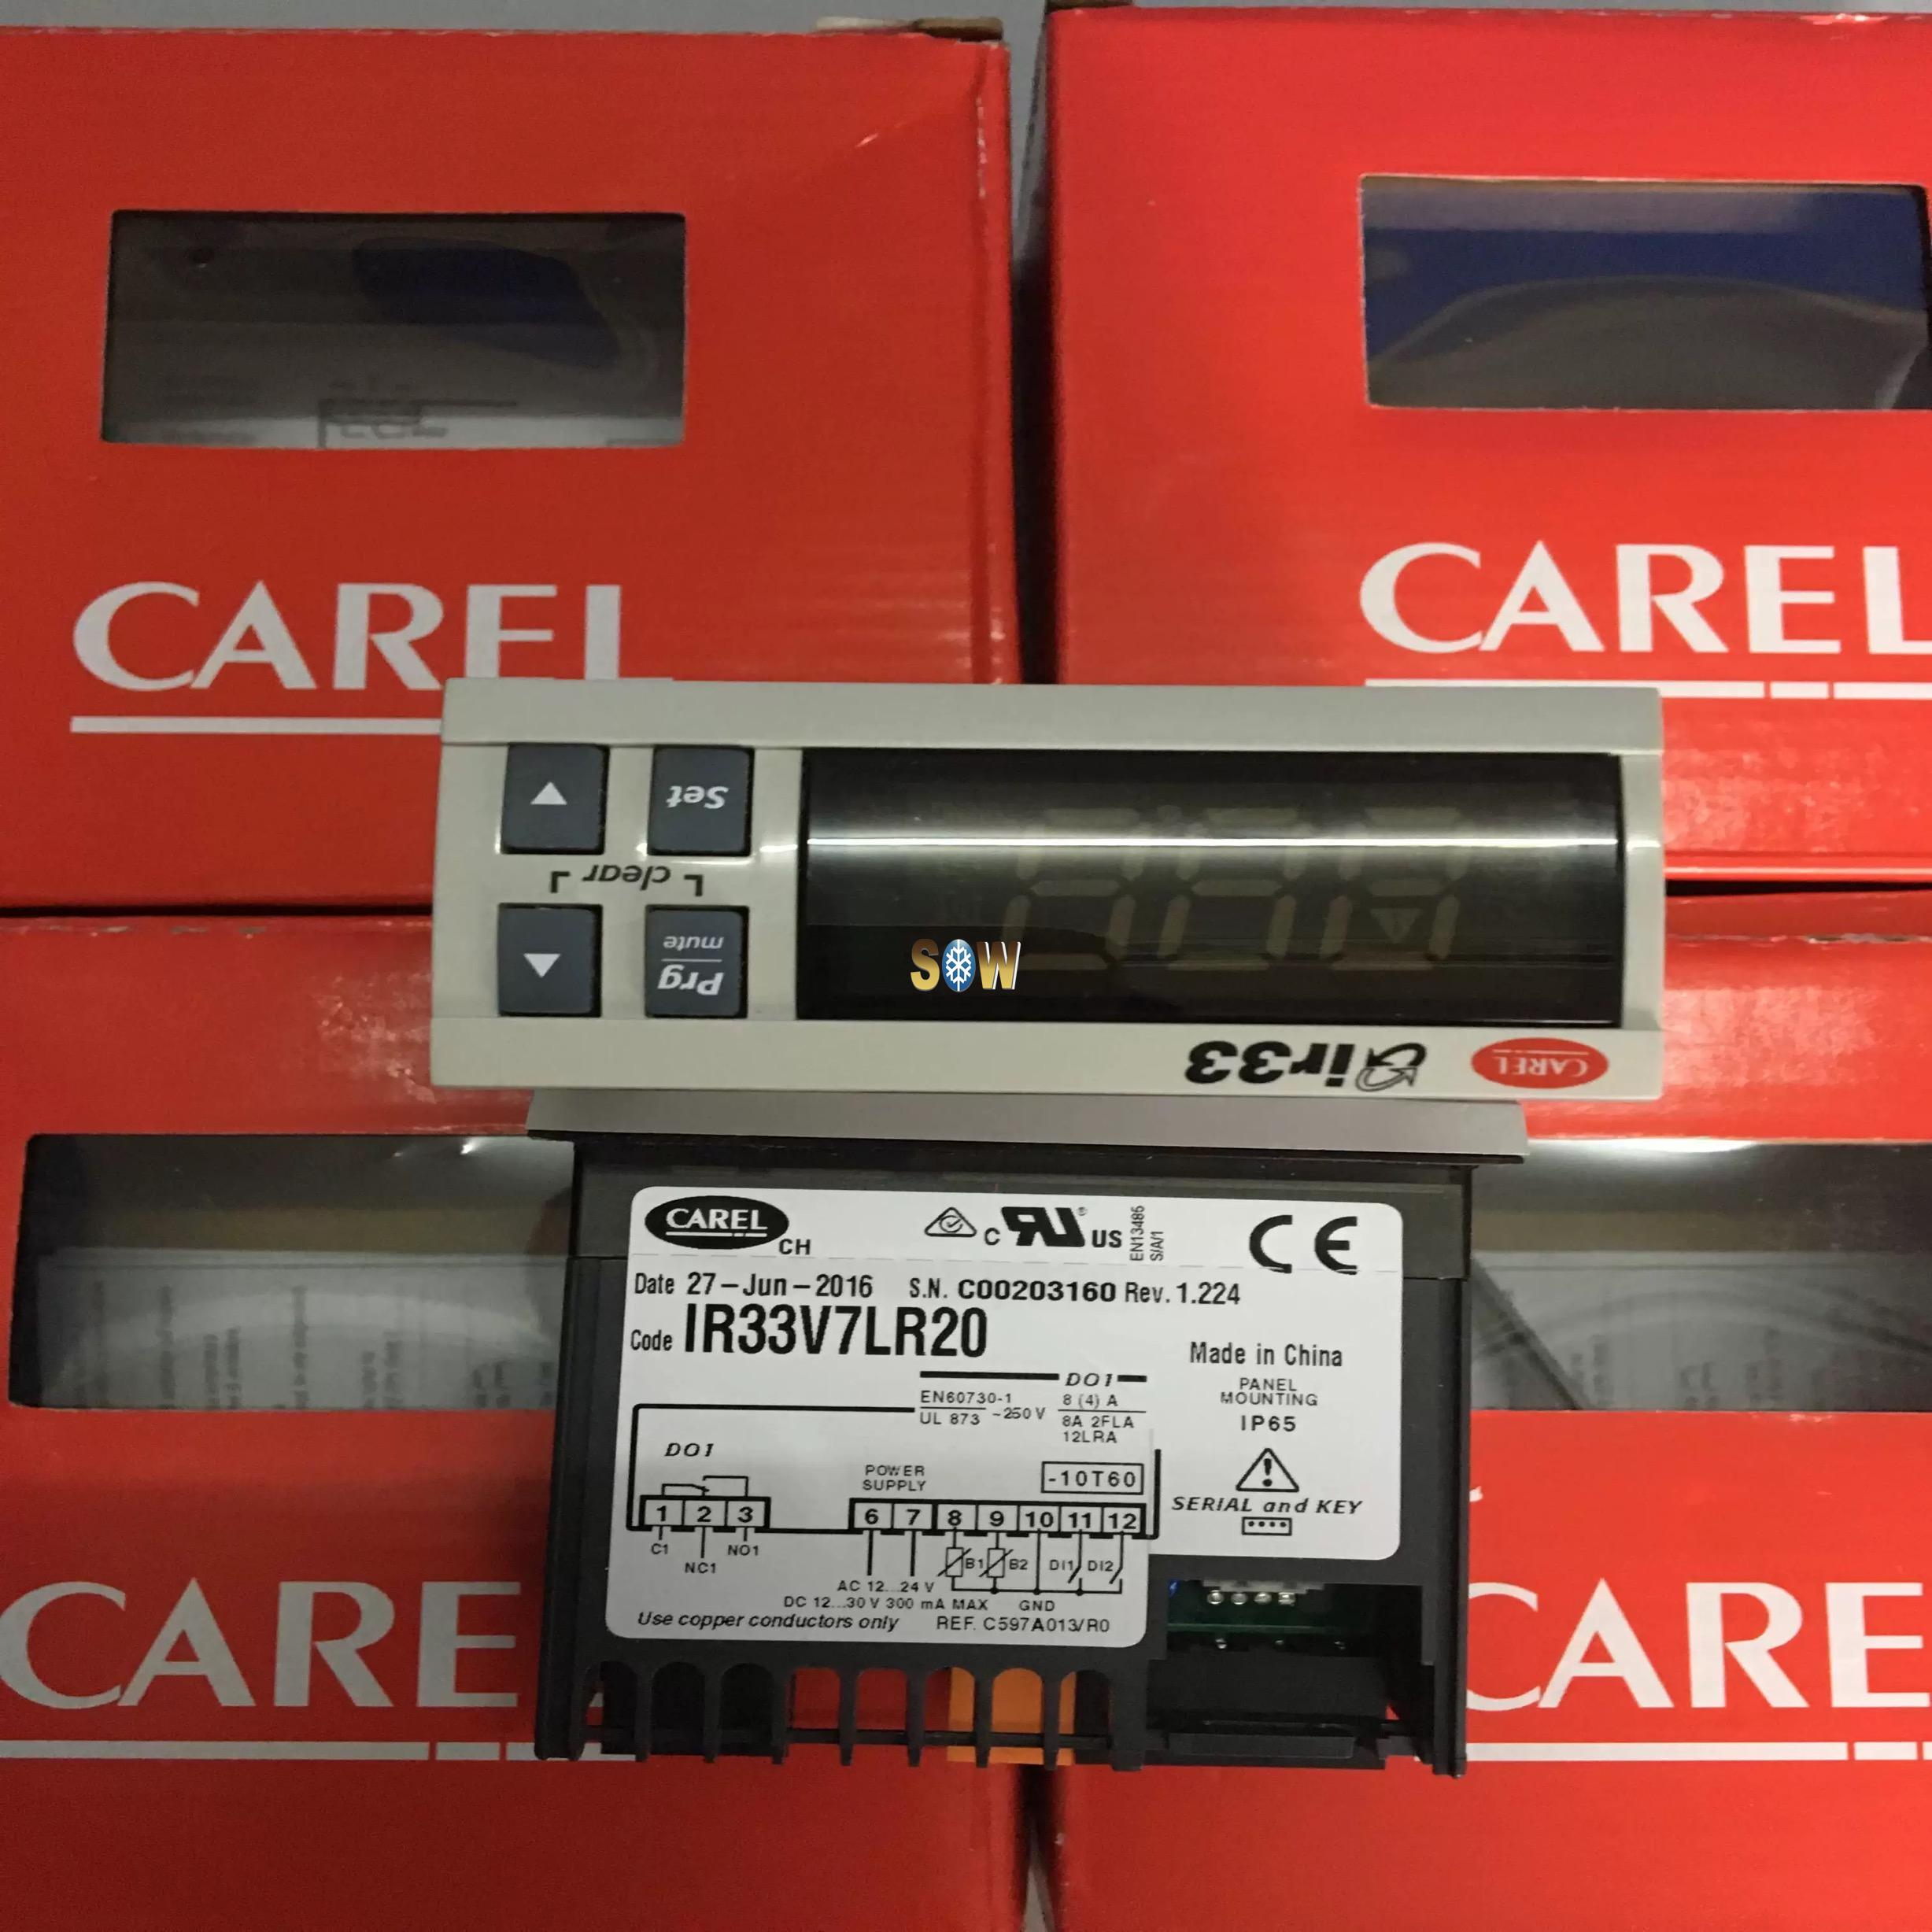 CAREL
CAREL
Set
clear
mute
Prg
SOW
ir33
CAREL
CAREL
CH
c RU ® US
EN13485
S/A/1
CE
Date 27-Jun-2016 S.N. C00203160 Rev. 1.224
Code IR33V7LR20
Made in China
PANEL
MOUNTING
IP65
DO1
EN60730-1
UL 873
~250 V
8 (4) A
8A 2FLA
12LRA
DO1
POWER
SUPPLY
-10T60
SERIAL and KEY
1 2 3 6 7 8 9 10 11 12
C1 NC1 NO1
B1 B2 DI1 DI2
AC 12...24 V
DC 12...30 V 300 mA MAX GND
Use copper conductors only REF. C597A013/R0
CARE
CARE